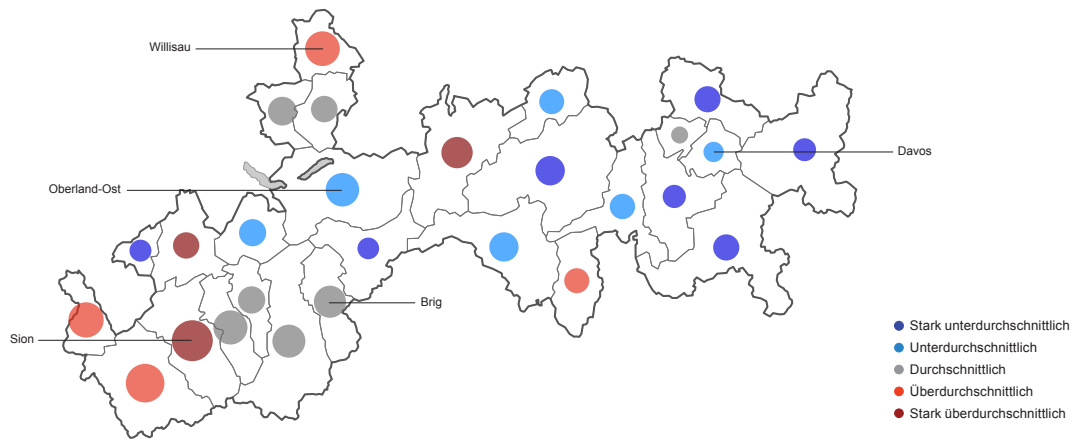 Willisau
Davos
Oberland-Ost
Brig
Sion
Stark unterdurchschnittlich
Unterdurchschnittlich
Durchschnittlich
Überdurchschnittlich
Stark überdurchschnittlich